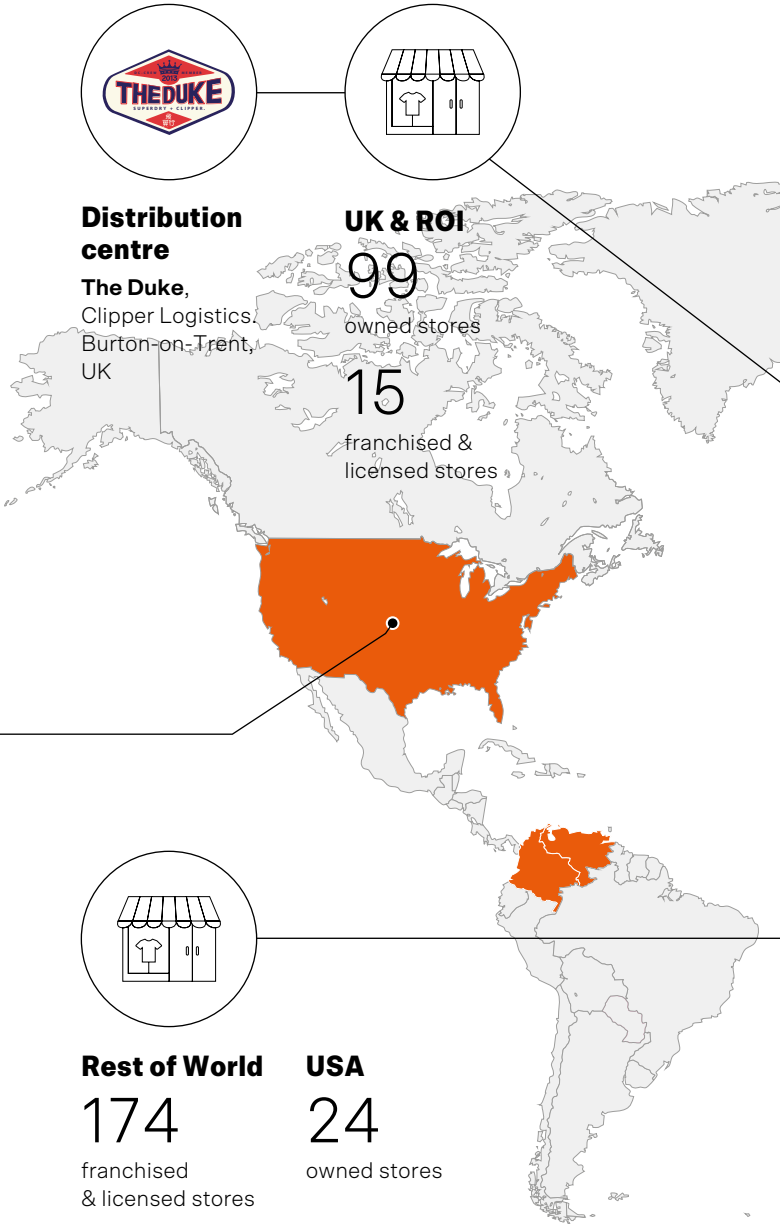 2013
THE DUKE
SUPERDRY + CLIPPER.
Distribution
centre
The Duke,
Clipper Logistics.
Burton-on-Trent,
UK
UK & ROI
99
owned stores
15
franchised &
licensed stores
Rest of World
174
franchised
& licensed stores
USA
24
owned stores